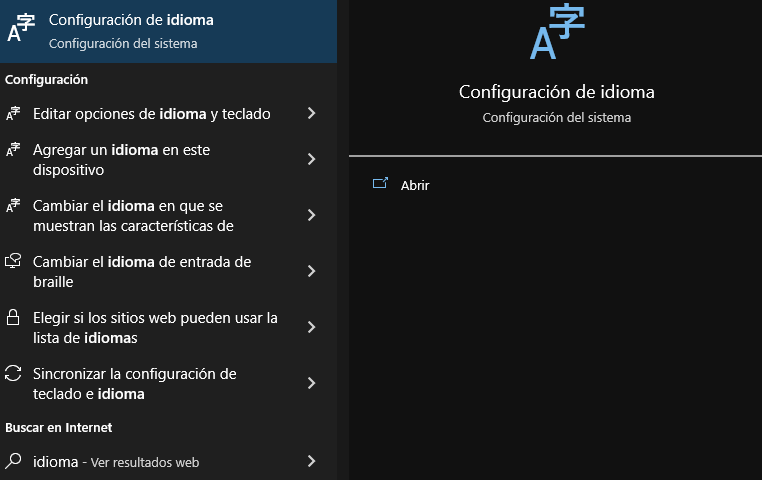 Configuración de idioma
Configuración del sistema
Configuración
Editar opciones de idioma y teclado
Agregar un idioma en este
dispositivo
Cambiar el idioma en que se
muestran las características de
Cambiar el idioma de entrada de
braille
Elegir si los sitios web pueden usar la
lista de idiomas
Sincronizar la configuración de
teclado e idioma
Buscar en Internet
idioma - Ver resultados web
Configuración de idioma
Configuración del sistema
Abrir